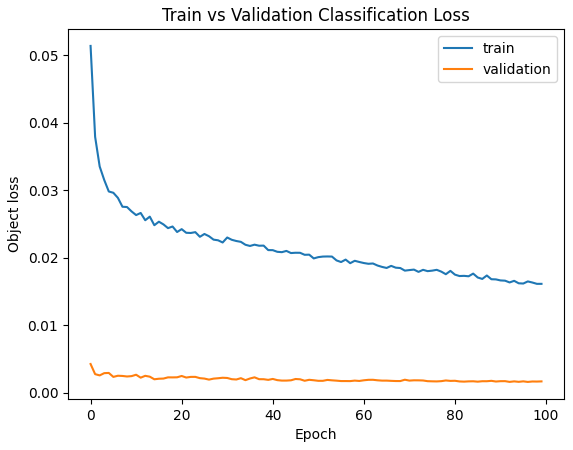 Train vs Validation Classification Loss
train
validation
Object loss
0.05
0.04
0.03
0.02
0.01
0.00
0
20
40
60
80
100
Epoch